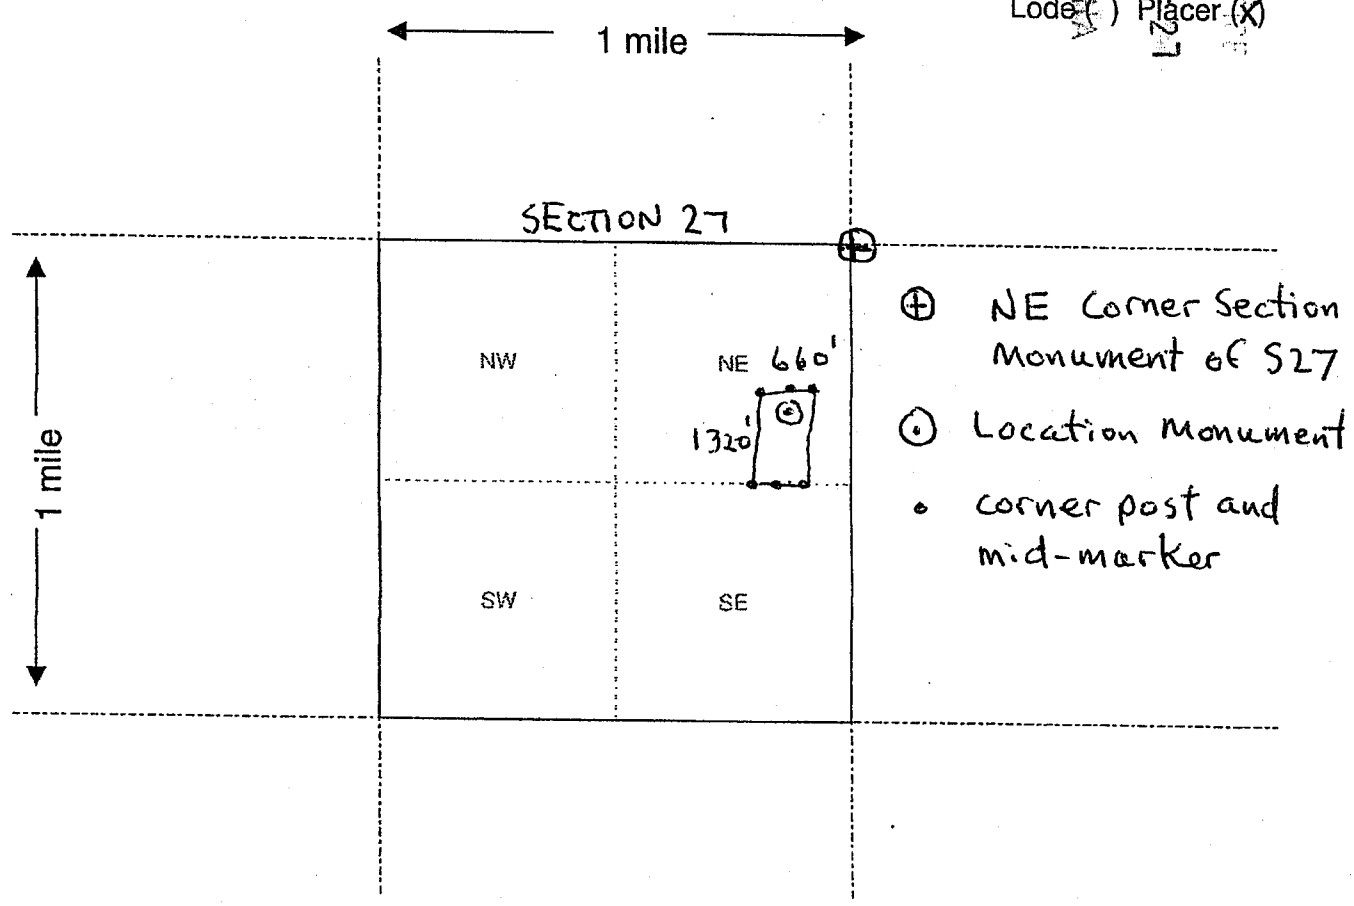 Lode ( ) Placer (X)
27
1 mile
SECTION 27
NE Corner Section
Monument of S27
NW
NE 660'
1320'
Location Monument
1 mile
corner post and
mid-marker
SW
SE